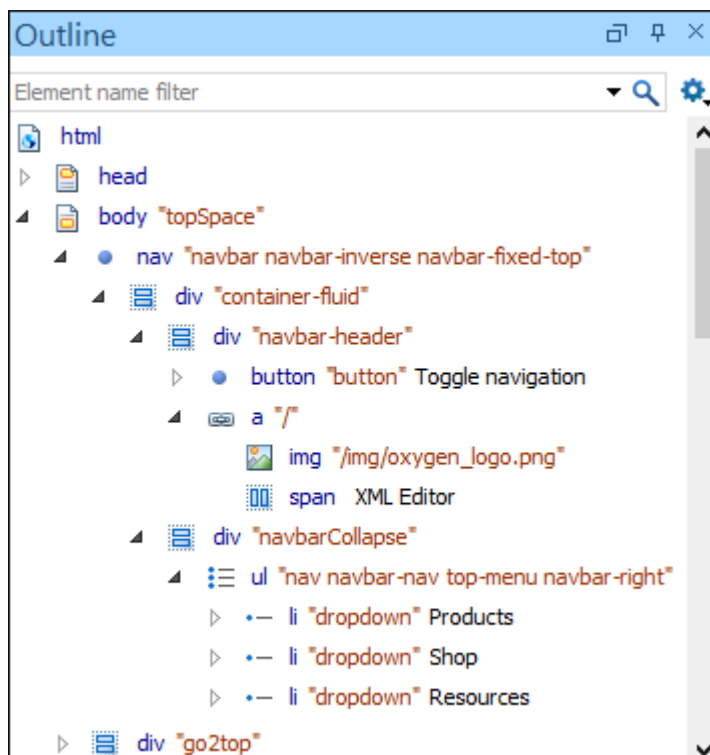 Outline
Element name filter
html
head
body "topSpace"
nav "navbar navbar-inverse navbar-fixed-top"
div "container-fluid"
div "navbar-header"
button "button" Toggle navigation
a "/"
img "/img/oxygen_logo.png"
span XML Editor
div "navbarCollapse"
ul "nav navbar-nav top-menu navbar-right"
li "dropdown" Products
li "dropdown" Shop
li "dropdown" Resources
div "go2top"